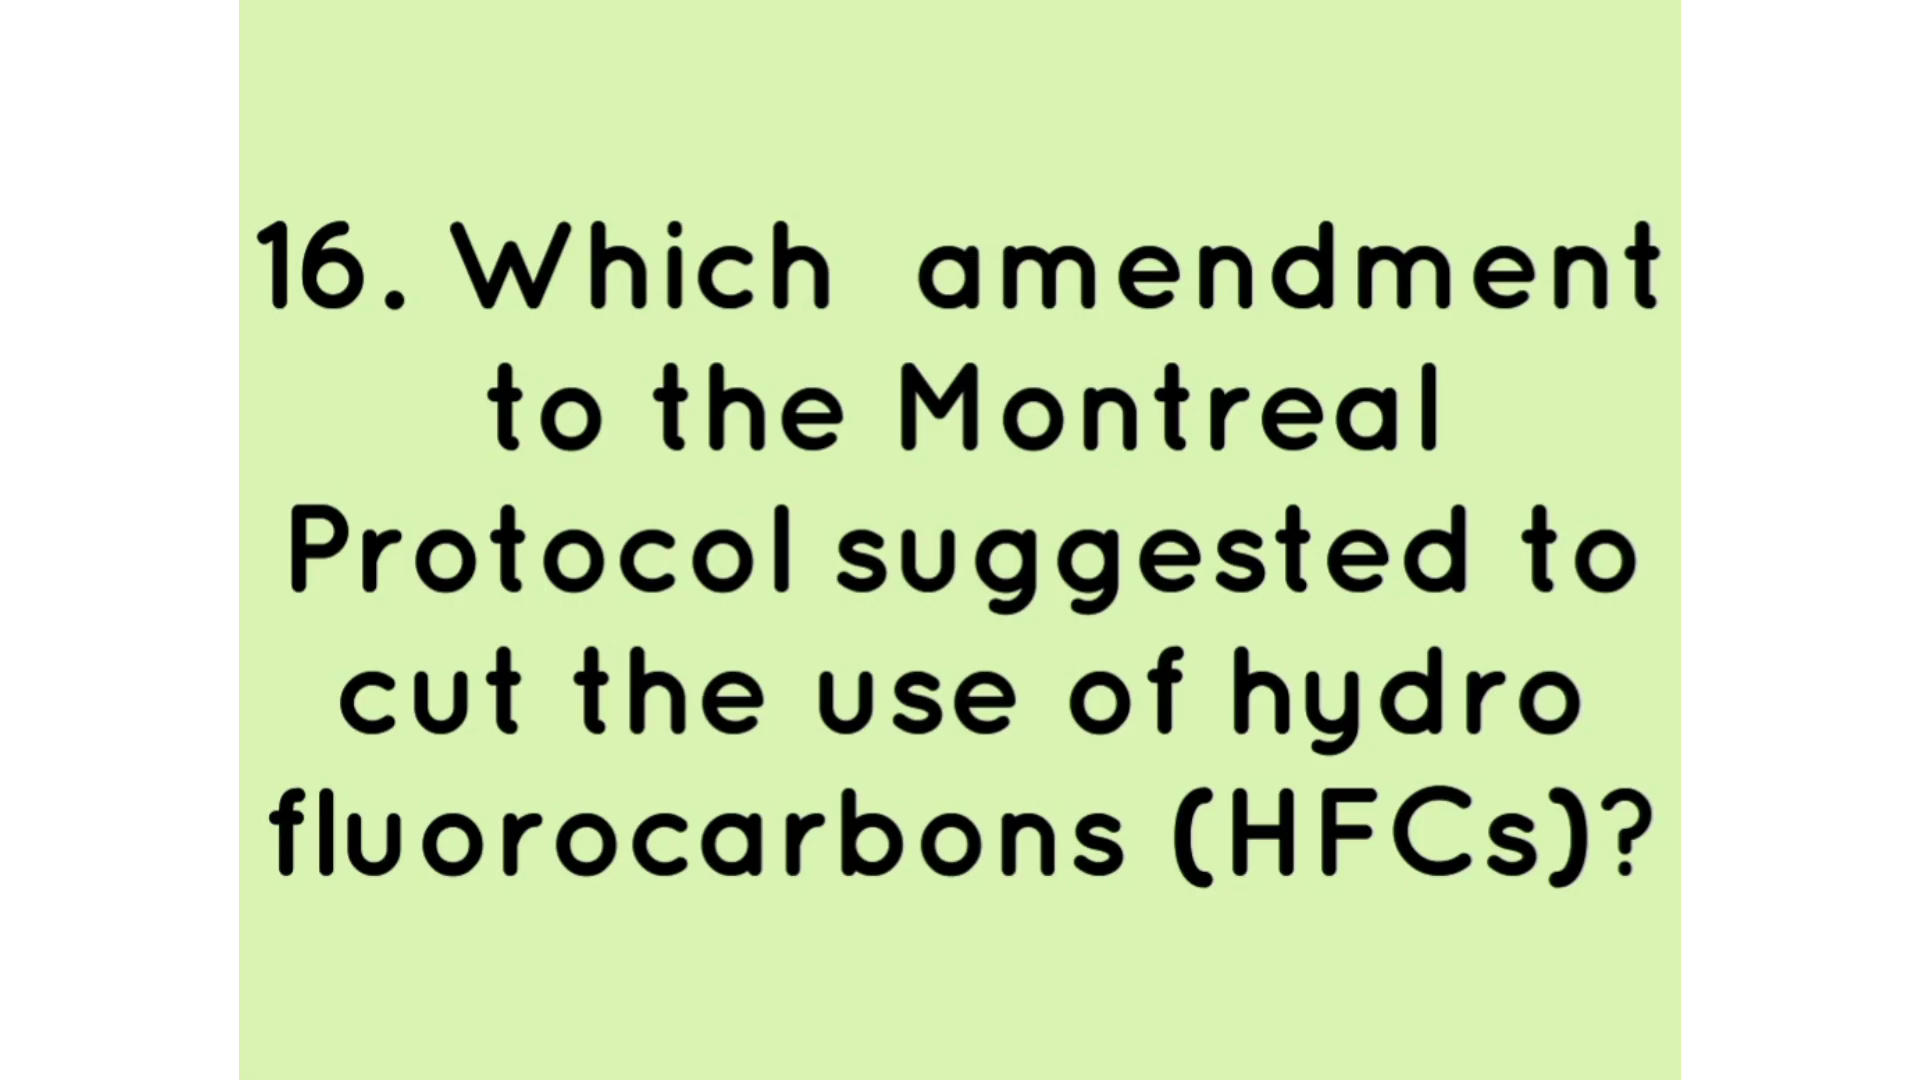 16. Which amendment
to the Montreal
Protocol suggested to
cut the use of hydro
fluorocarbons (HFCs)?